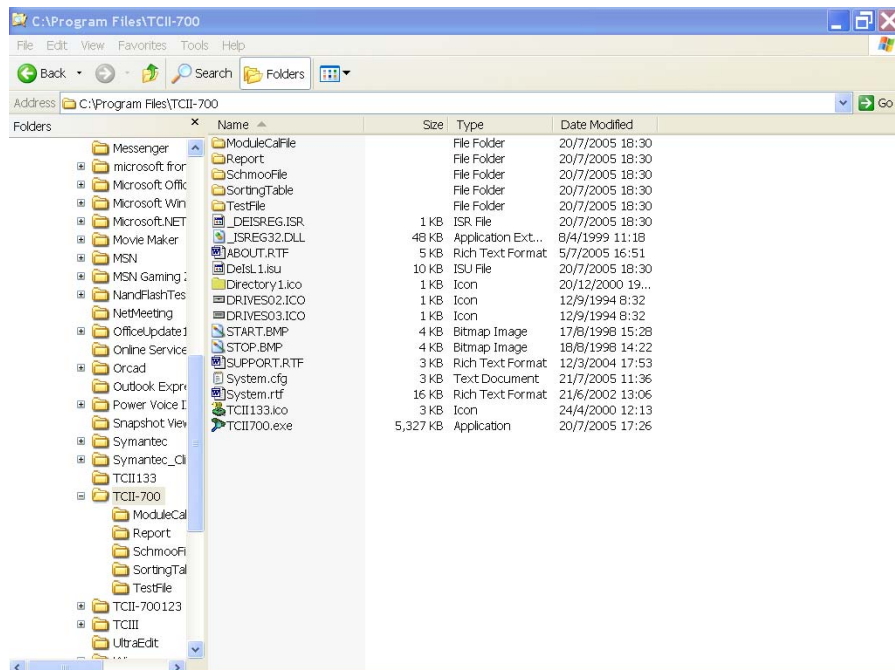 C:\Program Files\TCII-700
File Edit View Favorites Tools Help
Back Search Folders
Address C:\Program Files\TCII-700 Go
Folders × Name Size Type Date Modified
ModuleCalFile File Folder 20/7/2005 18:30
Report File Folder 20/7/2005 18:30
SchmooFile File Folder 20/7/2005 18:30
SortingTable File Folder 20/7/2005 18:30
TestFile File Folder 20/7/2005 18:30
_DEISREG.ISR 1 KB ISR File 20/7/2005 18:30
_ISREG32.DLL 48 KB Application Ext... 8/4/1999 11:18
ABOUT.RTF 5 KB Rich Text Format 5/7/2005 16:51
DeIsL1.isu 10 KB ISU File 20/7/2005 18:30
Directory1.ico 1 KB Icon 20/12/2000 19...
DRIVES02.ICO 1 KB Icon 12/9/1994 8:32
DRIVES03.ICO 1 KB Icon 12/9/1994 8:32
START.BMP 4 KB Bitmap Image 17/8/1998 15:28
STOP.BMP 4 KB Bitmap Image 18/8/1998 14:22
SUPPORT.RTF 3 KB Rich Text Format 12/3/2004 17:53
System.cfg 3 KB Text Document 21/7/2005 11:36
System.rtf 16 KB Rich Text Format 21/6/2002 13:06
TCII133.ico 3 KB Icon 24/4/2000 12:13
TCII700.exe 5,327 KB Application 20/7/2005 17:26
Messenger
microsoft fror
Microsoft Offic
Microsoft Win
Microsoft.NET
Movie Maker
MSN
MSN Gaming
NandFlashTes
NetMeeting
OfficeUpdate1
Online Service
Orcad
Outlook Expre
Power Voice I
Snapshot View
Symantec
Symantec_Cli
TCII133
TCII-700
ModuleCal
Report
SchmooFi
SortingTal
TestFile
TCII-700123
TCIII
UltraEdit